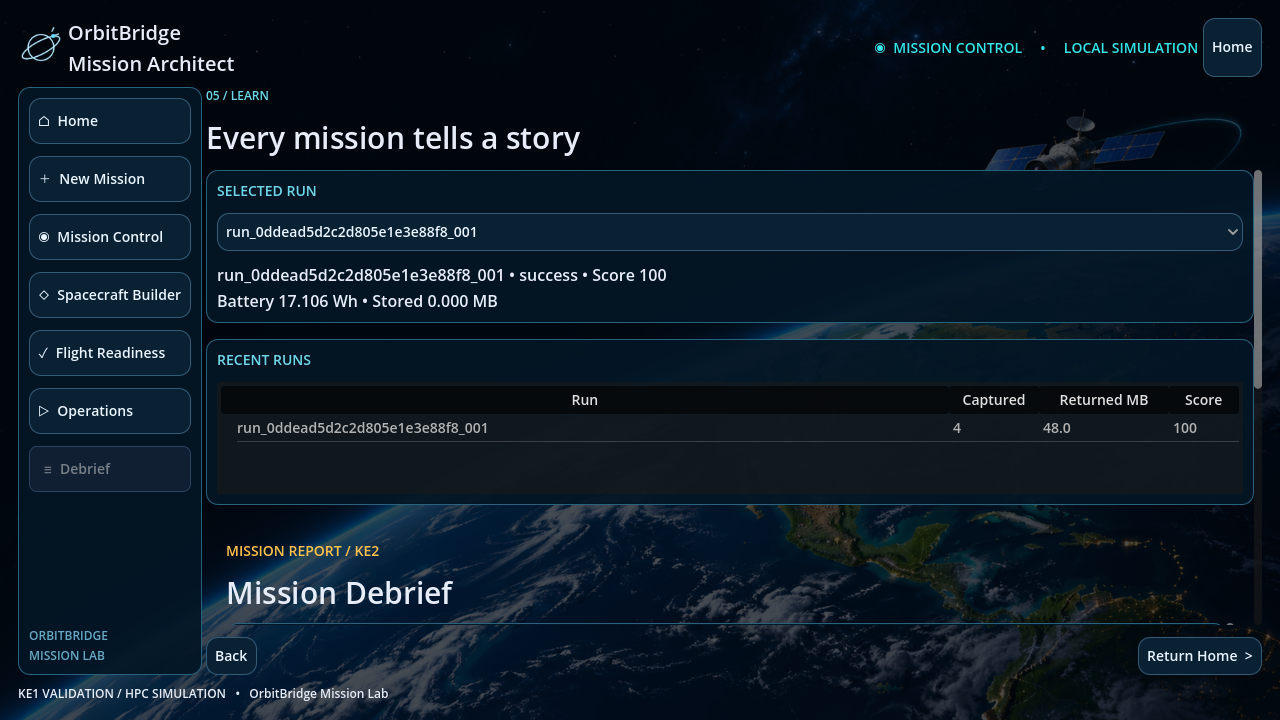 OrbitBridge
Mission Architect
MISSION CONTROL • LOCAL SIMULATION
Home
Home
New Mission
Mission Control
Spacecraft Builder
Flight Readiness
Operations
Debrief
ORBITBRIDGE
MISSION LAB
05 / LEARN
Every mission tells a story
SELECTED RUN
run_0ddead5d2c2d805e1e3e88f8_001
run_0ddead5d2c2d805e1e3e88f8_001 • success • Score 100
Battery 17.106 Wh • Stored 0.000 MB
RECENT RUNS
Run Captured Returned MB Score
run_0ddead5d2c2d805e1e3e88f8_001 4 48.0 100
MISSION REPORT / KE2
Mission Debrief
Back
Return Home >
KE1 VALIDATION / HPC SIMULATION • OrbitBridge Mission Lab